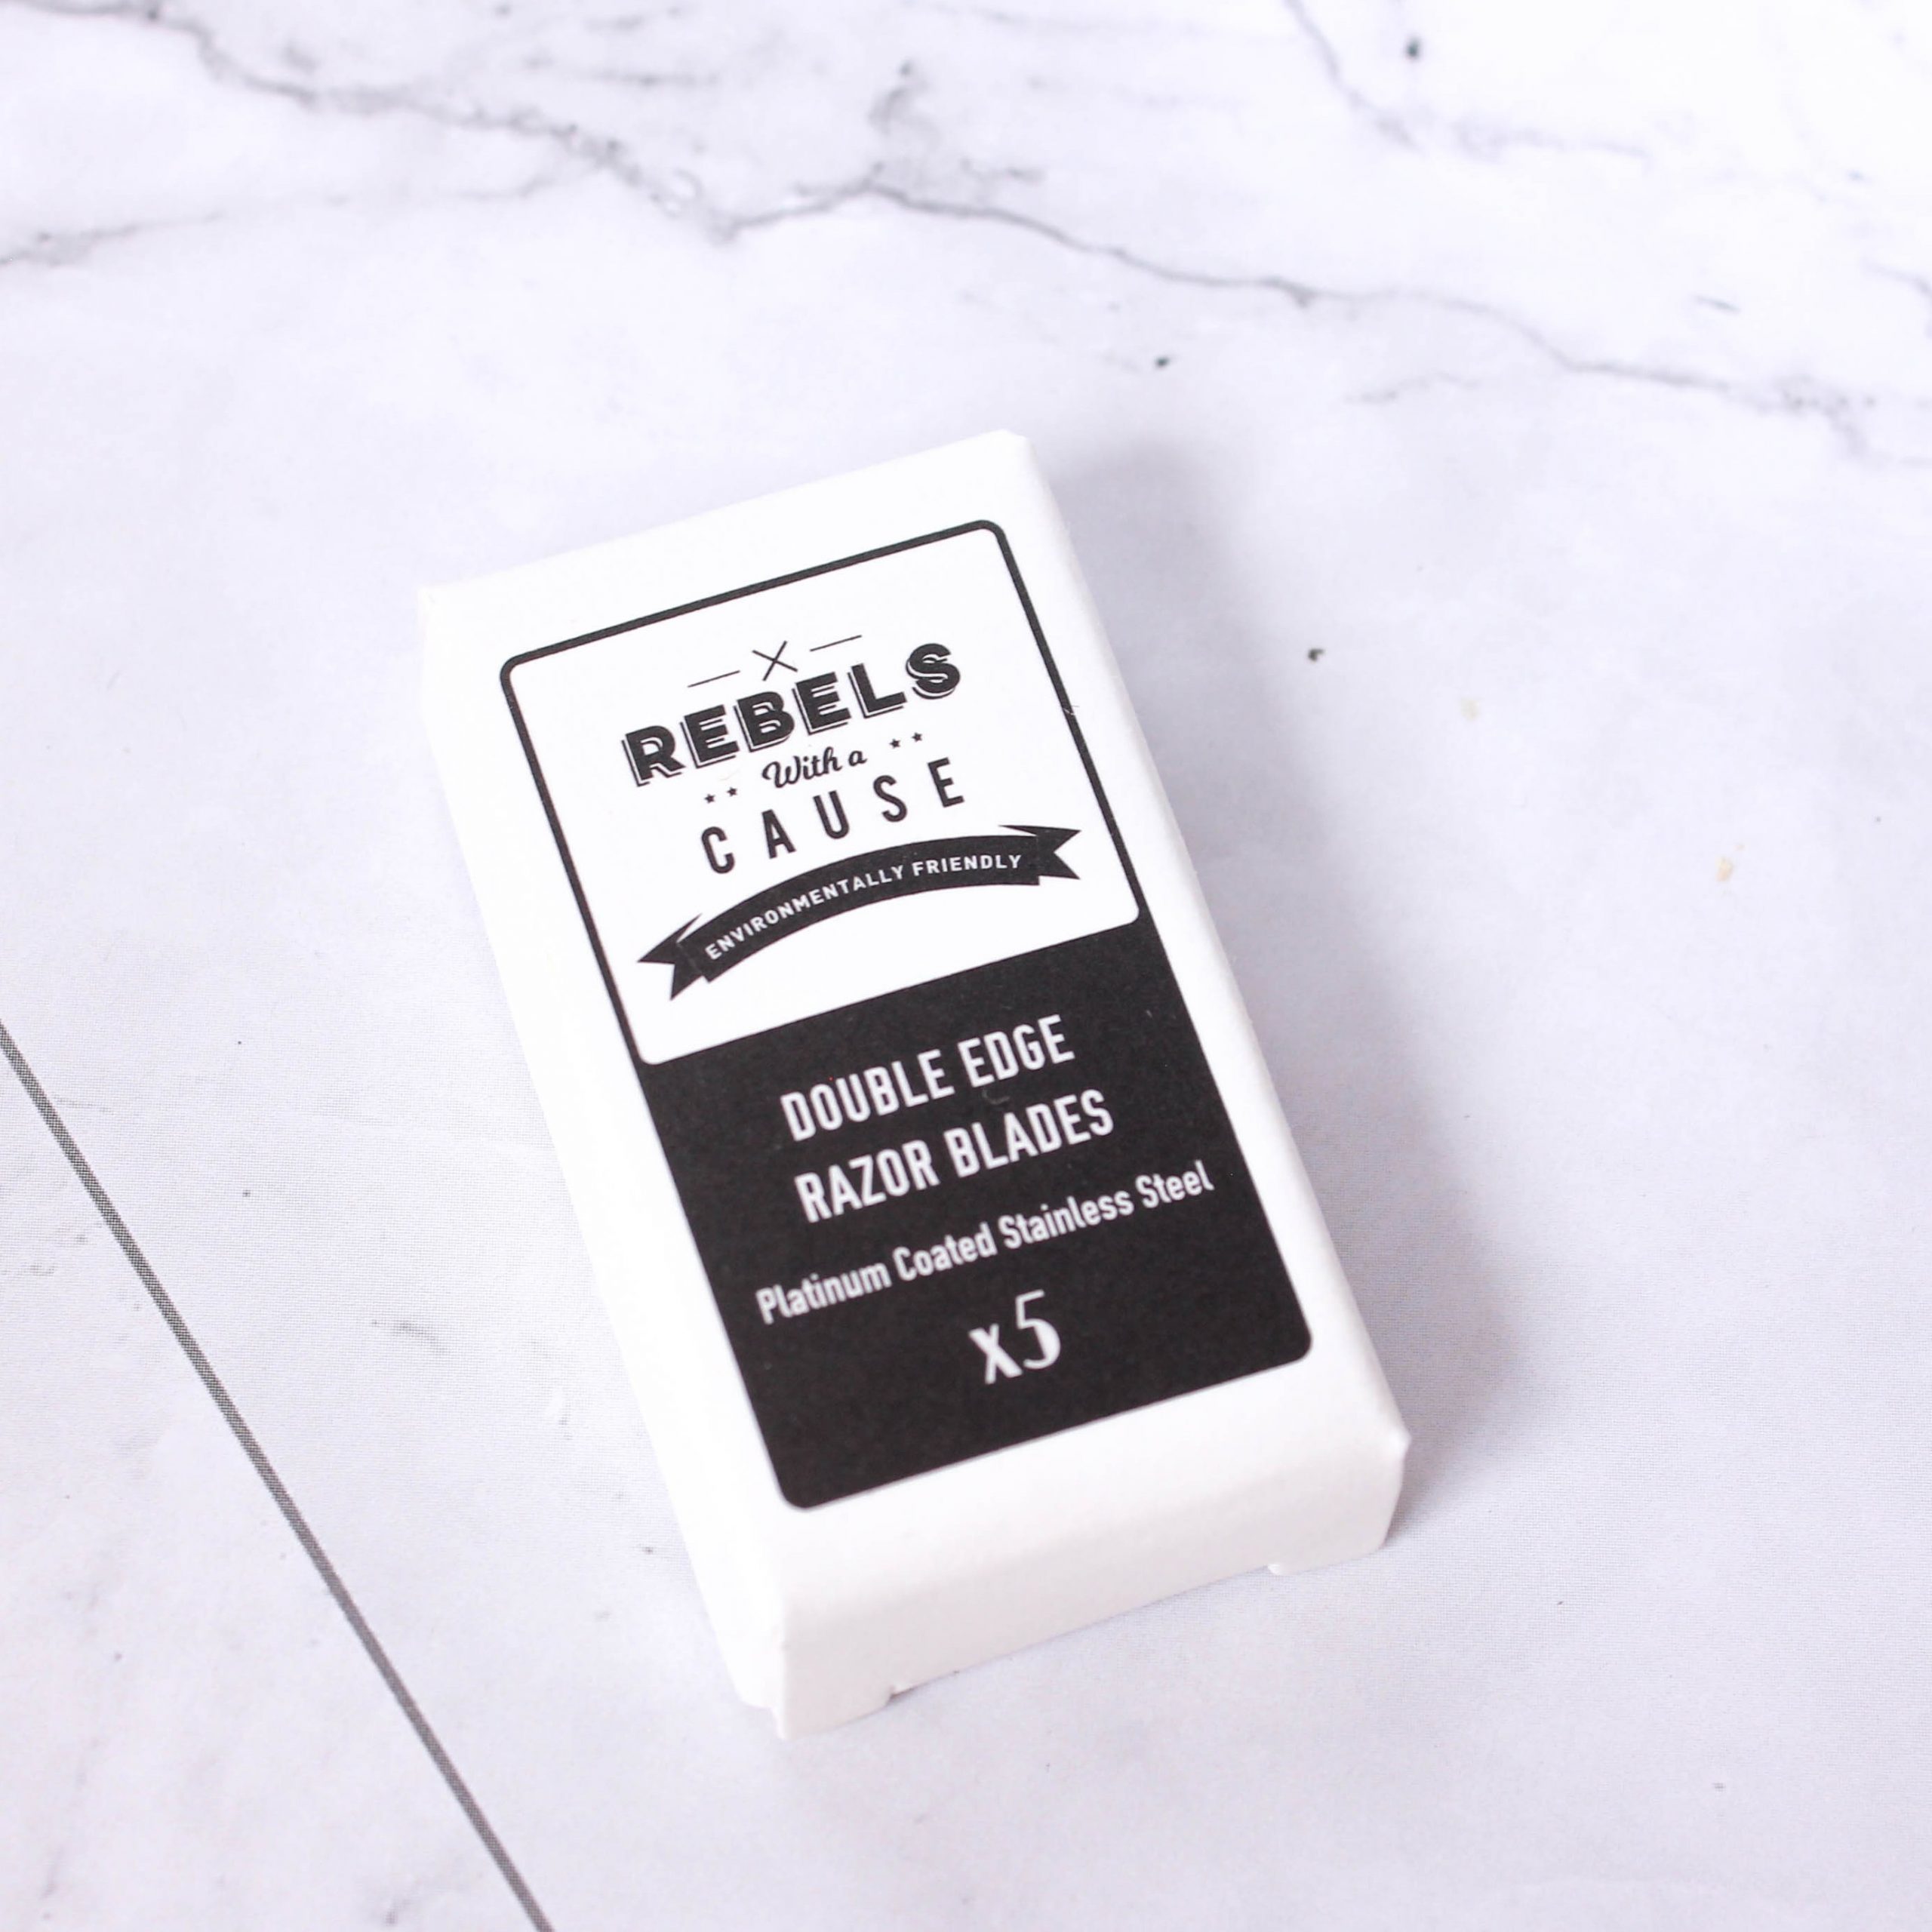 REBELS
With a
CAUSE
ENVIRONMENTALLY FRIENDLY
DOUBLE EDGE
RAZOR BLADES
Platinum Coated Stainless Steel
x5